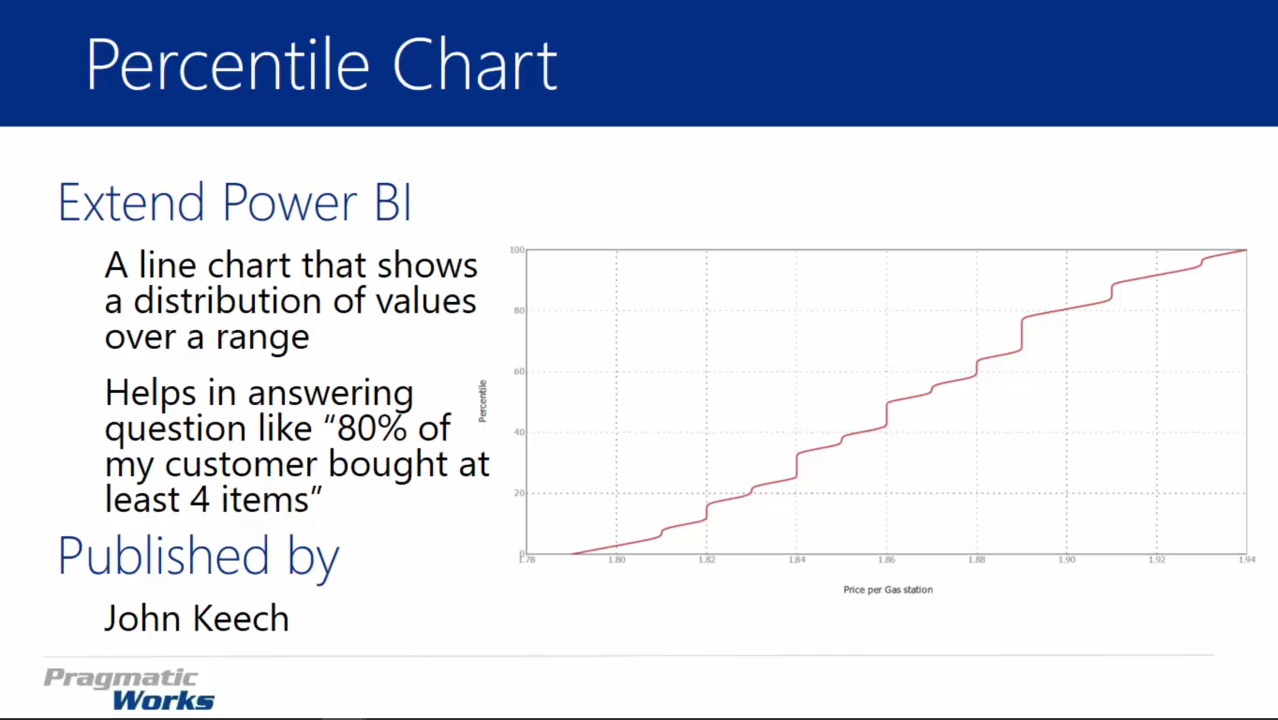 Percentile Chart
Extend Power BI
A line chart that shows
a distribution of values
over a range
Helps in answering
question like “80% of
my customer bought at
least 4 items”
Published by
John Keech
100
80
60
40
20
0
Percentile
1.78
1.80
1.82
1.84
1.86
1.88
1.90
1.92
1.94
Price per Gas station
Pragmatic
Works